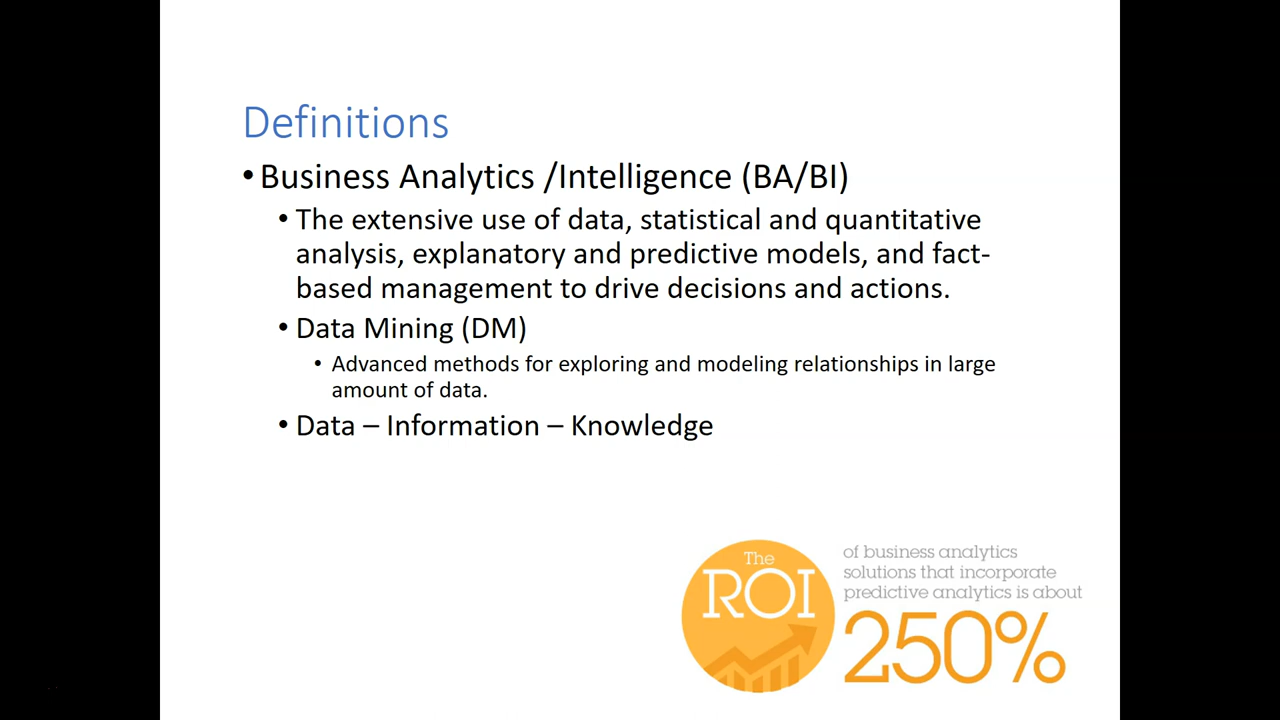 Definitions
• Business Analytics /Intelligence (BA/BI)
• The extensive use of data, statistical and quantitative
analysis, explanatory and predictive models, and fact-
based management to drive decisions and actions.
• Data Mining (DM)
• Advanced methods for exploring and modeling relationships in large
amount of data.
• Data – Information – Knowledge
The
ROI
of business analytics
solutions that incorporate
predictive analytics is about
250%